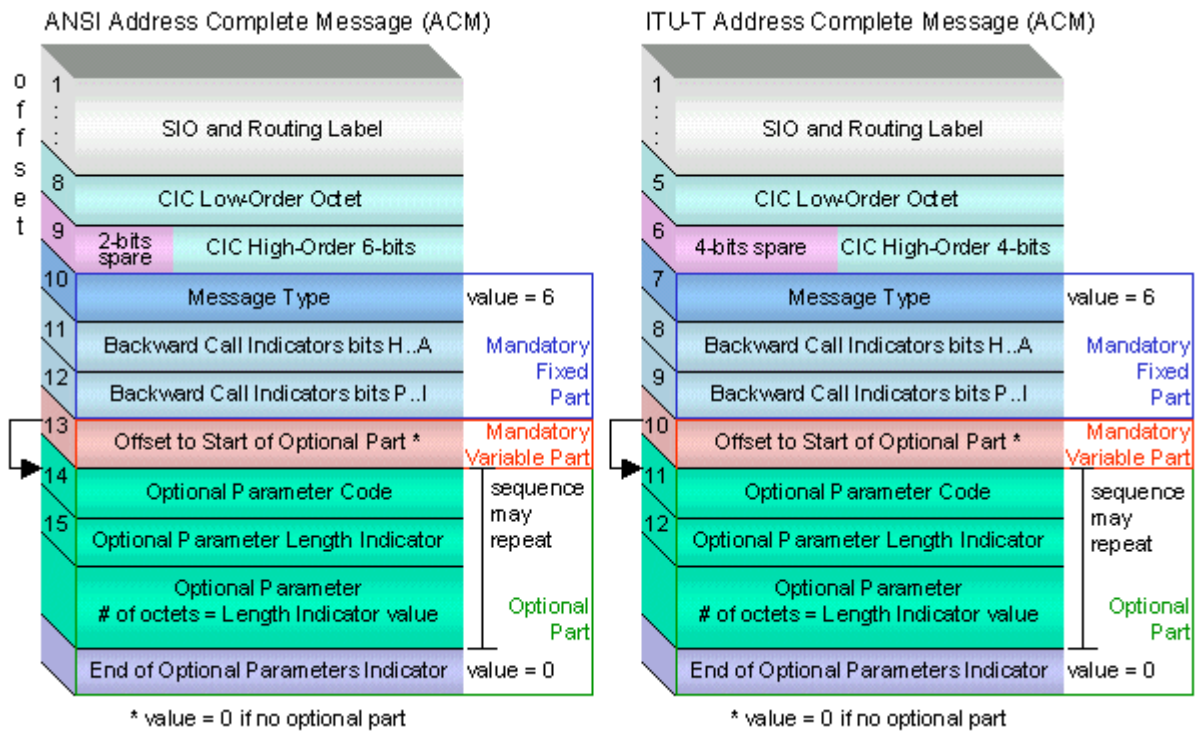 ANSI Address Complete Message (ACM)
offset
1
:
:
SIO and Routing Label
8
CIC Low-Order Octet
9
2-bits
spare
CIC High-Order 6-bits
10
Message Type
value = 6
11
Backward Call Indicators bits H..A
Mandatory
Fixed
Part
12
Backward Call Indicators bits P..I
13
Offset to Start of Optional Part *
Mandatory
Variable Part
14
Optional Parameter Code
sequence
may
repeat
15
Optional Parameter Length Indicator
Optional Parameter
# of octets = Length Indicator value
Optional
Part
End of Optional Parameters Indicator
value = 0
* value = 0 if no optional part
ITU-T Address Complete Message (ACM)
1
:
:
SIO and Routing Label
5
CIC Low-Order Octet
6
4-bits spare
CIC High-Order 4-bits
7
Message Type
value = 6
8
Backward Call Indicators bits H..A
Mandatory
Fixed
Part
9
Backward Call Indicators bits P..I
10
Offset to Start of Optional Part *
Mandatory
Variable Part
11
Optional Parameter Code
sequence
may
repeat
12
Optional Parameter Length Indicator
Optional Parameter
# of octets = Length Indicator value
Optional
Part
End of Optional Parameters Indicator
value = 0
* value = 0 if no optional part